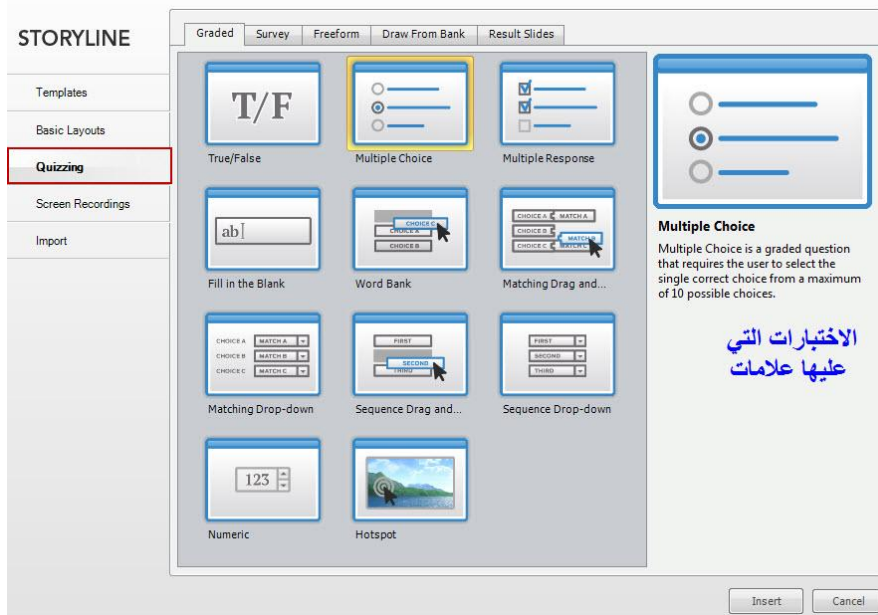 STORYLINE
Templates
Basic Layouts
Quizzing
Screen Recordings
Import
Graded Survey Freeform Draw From Bank Result Slides
T/F
True/False
Multiple Choice
Multiple Response
ab
Fill in the Blank
CHOICE C
CHOICE A
CHOICE B
Word Bank
CHOICE A MATCH A
CHOICE B
MATCH B
CHOICE C MATCH C
Matching Drag and...
CHOICE A MATCH A
CHOICE B MATCH B
CHOICE C MATCH C
Matching Drop-down
FIRST
SECOND
THIRD
Sequence Drag and...
FIRST
SECOND
THIRD
Sequence Drop-down
123
Numeric
Hotspot
Multiple Choice
Multiple Choice is a graded question
that requires the user to select the
single correct choice from a maximum
of 10 possible choices.
الاختبارات التي
عليها علامات
Insert Cancel